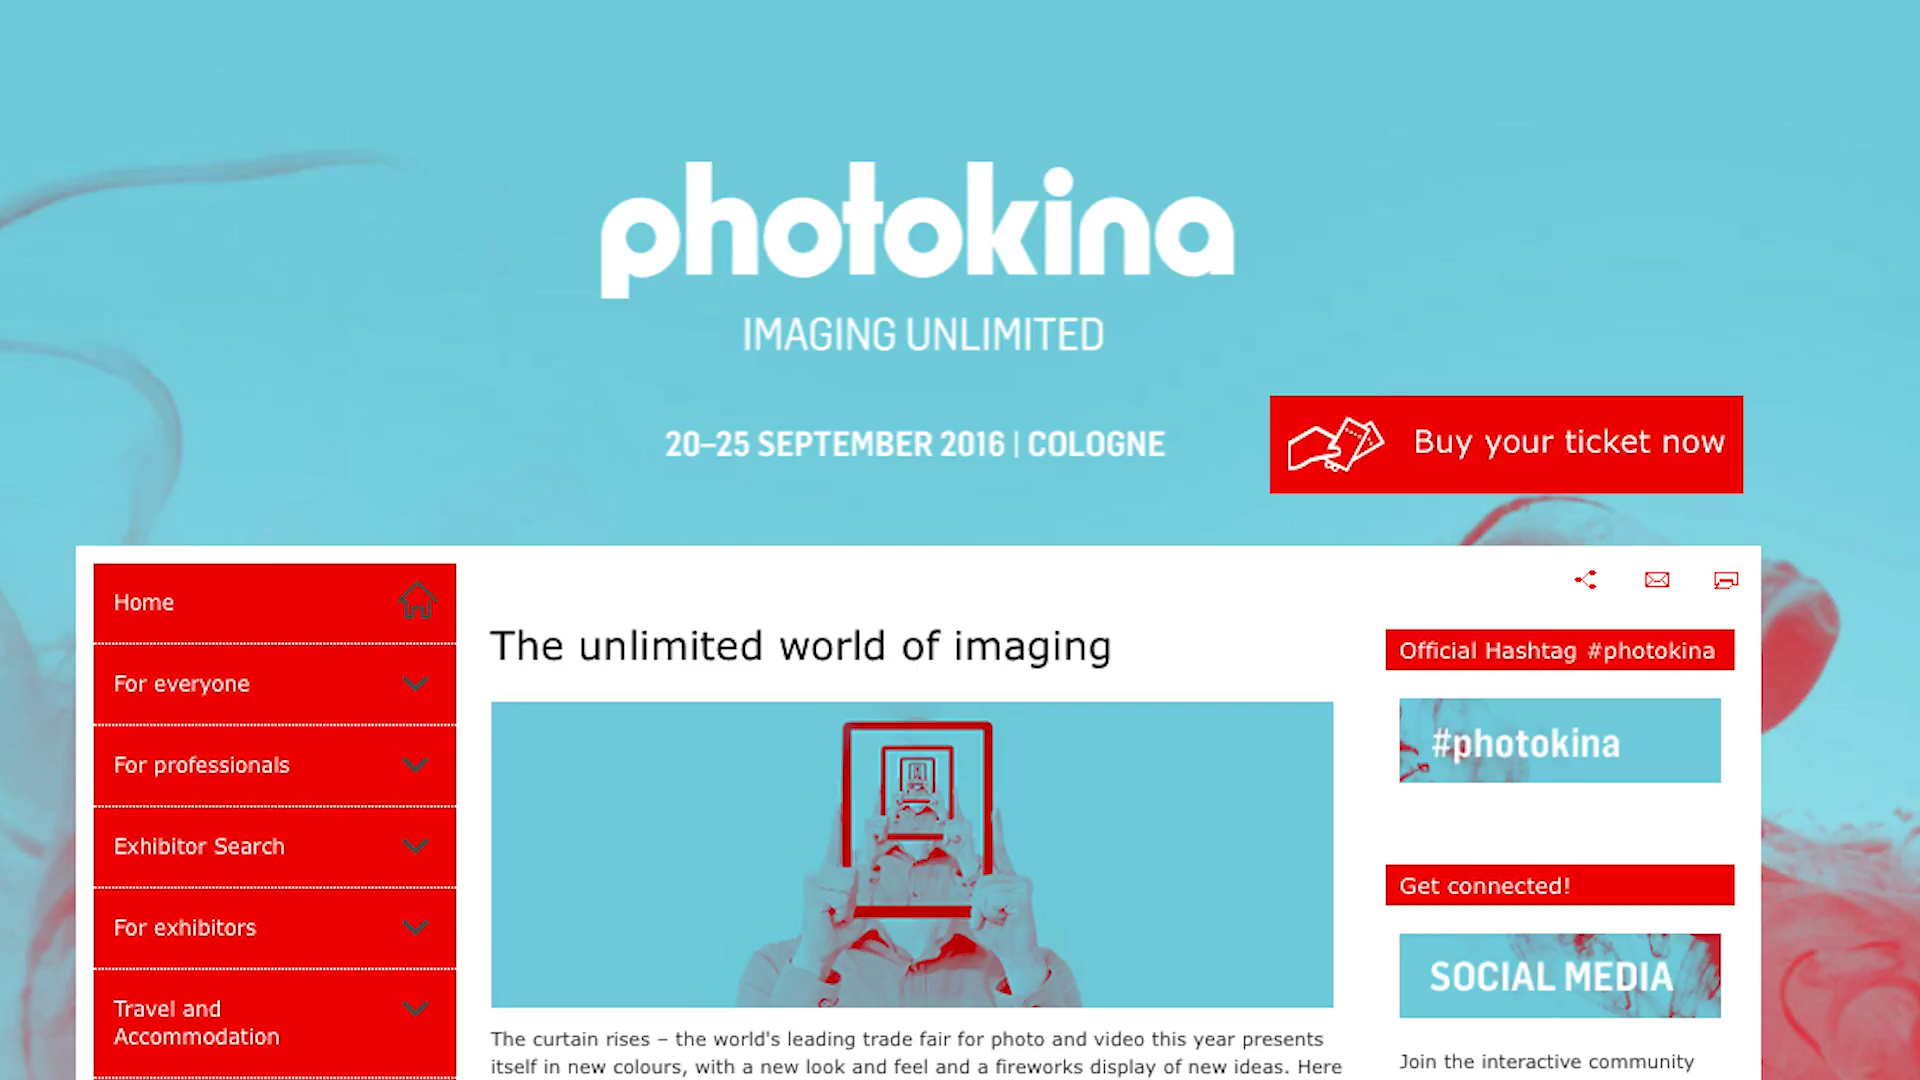 photokina
IMAGING UNLIMITED
20–25 SEPTEMBER 2016 | COLOGNE
Buy your ticket now
Home
For everyone
For professionals
Exhibitor Search
For exhibitors
Travel and
Accommodation
The unlimited world of imaging
The curtain rises – the world's leading trade fair for photo and video this year presents
itself in new colours, with a new look and feel and a fireworks display of new ideas. Here
Official Hashtag #photokina
#photokina
Get connected!
SOCIAL MEDIA
Join the interactive community